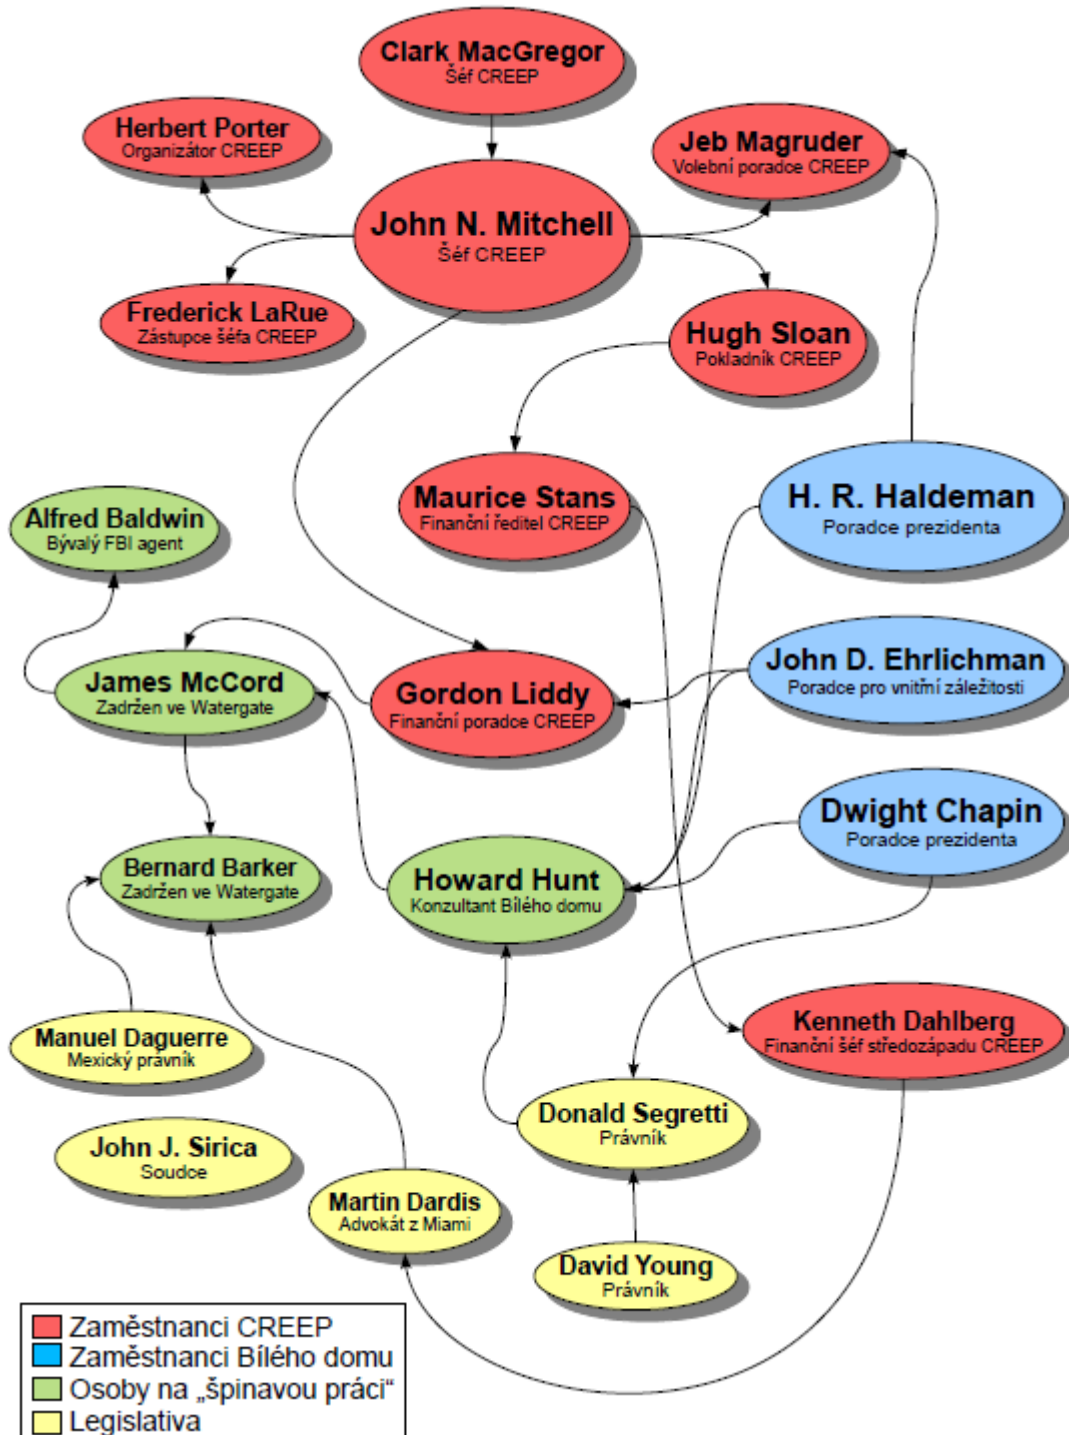 Clark MacGregor
Šéf CREEP
Herbert Porter
Organizátor CREEP
Jeb Magruder
Volební poradce CREEP
John N. Mitchell
Šéf CREEP
Frederick LaRue
Zástupce šéfa CREEP
Hugh Sloan
Pokladník CREEP
Maurice Stans
Finanční ředitel CREEP
H. R. Haldeman
Poradce prezidenta
Alfred Baldwin
Bývalý FBI agent
John D. Ehrlichman
Poradce pro vnitřní záležitosti
James McCord
Zadržen ve Watergate
Gordon Liddy
Finanční poradce CREEP
Dwight Chapin
Poradce prezidenta
Bernard Barker
Zadržen ve Watergate
Howard Hunt
Konzultant Bílého domu
Manuel Daguerre
Mexický právník
Kenneth Dahlberg
Finanční šéf středozápadu CREEP
Donald Segretti
Právník
John J. Sirica
Soudce
Martin Dardis
Advokát z Miami
David Young
Právník
Zaměstnanci CREEP
Zaměstnanci Bílého domu
Osoby na „špinavou práci“
Legislativa